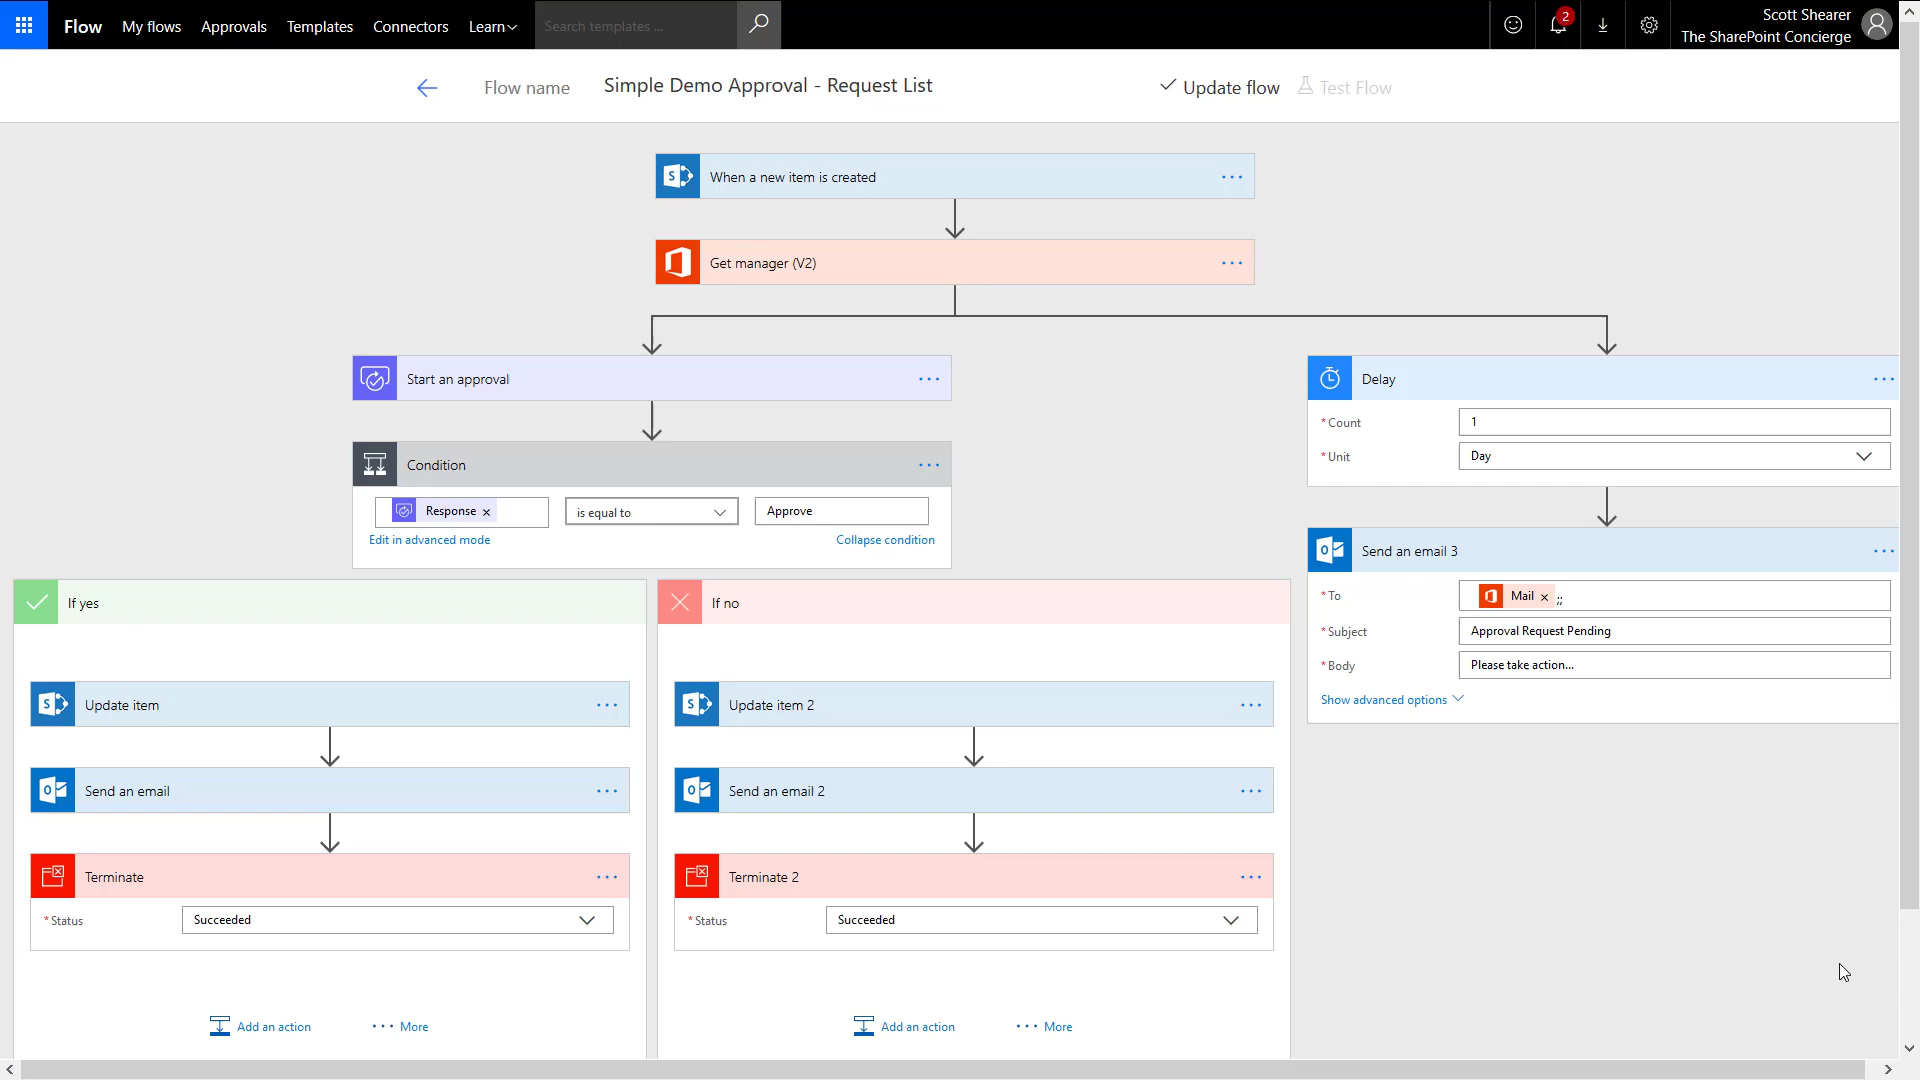 Flow My flows Approvals Templates Connectors Learn Search templates ... 2 Scott Shearer
The SharePoint Concierge
Flow name Simple Demo Approval - Request List Update flow Test Flow
S When a new item is created ...
Get manager (V2) ...
Start an approval ...
Delay ...
*Count 1
*Unit Day
Condition ...
Response × is equal to Approve
Edit in advanced mode Collapse condition
Send an email 3 ...
*To Mail × ;;
*Subject Approval Request Pending
*Body Please take action...
Show advanced options
If yes
If no
S Update item ...
S Update item 2 ...
Send an email ...
Send an email 2 ...
Terminate ...
Terminate 2 ...
*Status Succeeded
*Status Succeeded
Add an action ... More
Add an action ... More